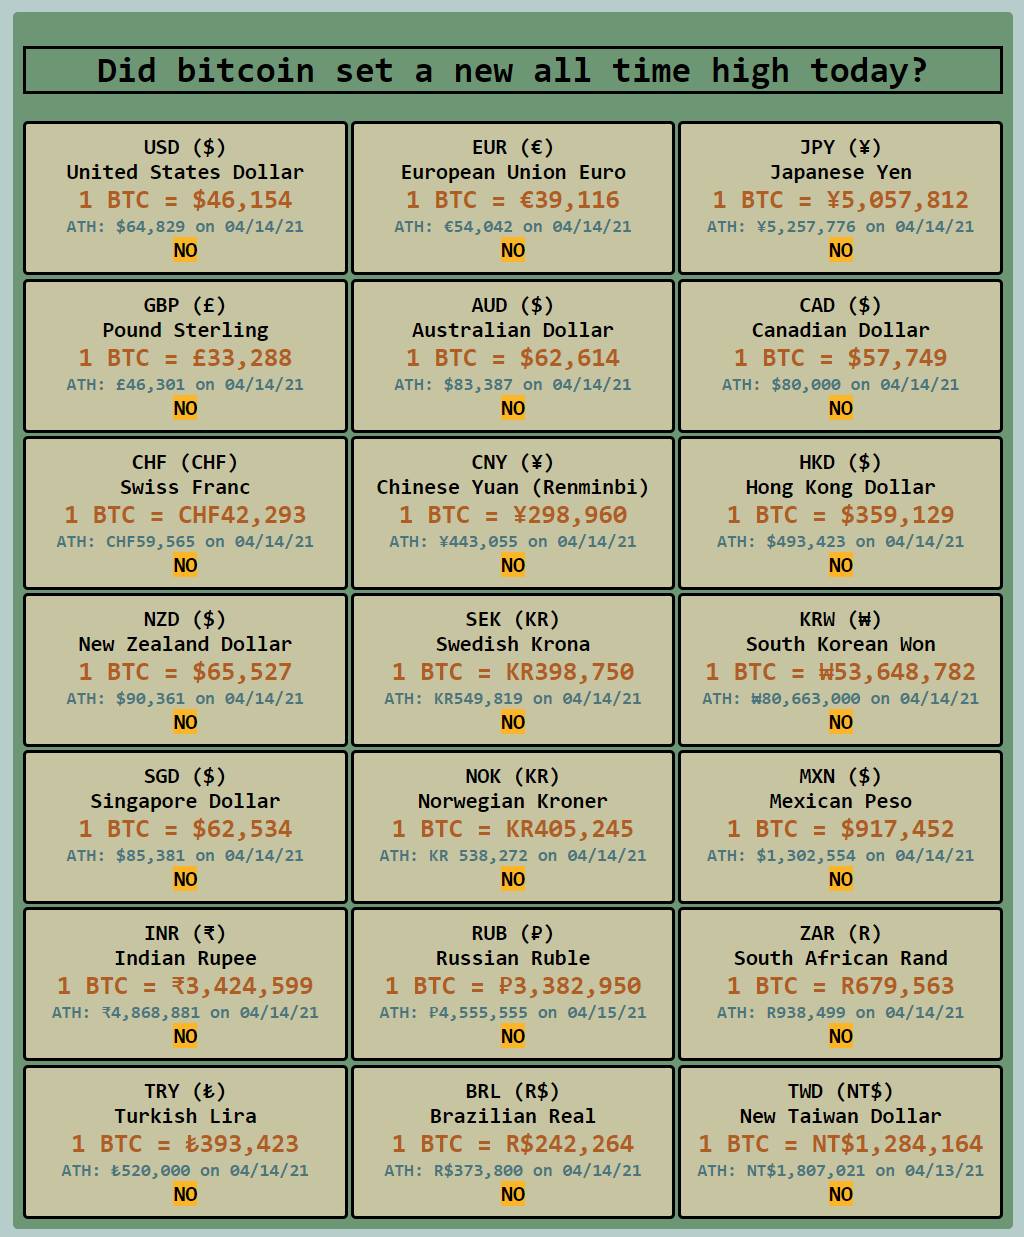 Did bitcoin set a new all time high today?
USD ($)
United States Dollar
1 BTC = $46,154
ATH: $64,829 on 04/14/21
NO
EUR (€)
European Union Euro
1 BTC = €39,116
ATH: €54,042 on 04/14/21
NO
JPY (¥)
Japanese Yen
1 BTC = ¥5,057,812
ATH: ¥5,257,776 on 04/14/21
NO
GBP (£)
Pound Sterling
1 BTC = £33,288
ATH: £46,301 on 04/14/21
NO
AUD ($)
Australian Dollar
1 BTC = $62,614
ATH: $83,387 on 04/14/21
NO
CAD ($)
Canadian Dollar
1 BTC = $57,749
ATH: $80,000 on 04/14/21
NO
CHF (CHF)
Swiss Franc
1 BTC = CHF42,293
ATH: CHF59,565 on 04/14/21
NO
CNY (¥)
Chinese Yuan (Renminbi)
1 BTC = ¥298,960
ATH: ¥443,055 on 04/14/21
NO
HKD ($)
Hong Kong Dollar
1 BTC = $359,129
ATH: $493,423 on 04/14/21
NO
NZD ($)
New Zealand Dollar
1 BTC = $65,527
ATH: $90,361 on 04/14/21
NO
SEK (KR)
Swedish Krona
1 BTC = KR398,750
ATH: KR549,819 on 04/14/21
NO
KRW (₩)
South Korean Won
1 BTC = ₩53,648,782
ATH: ₩80,663,000 on 04/14/21
NO
SGD ($)
Singapore Dollar
1 BTC = $62,534
ATH: $85,381 on 04/14/21
NO
NOK (KR)
Norwegian Kroner
1 BTC = KR405,245
ATH: KR 538,272 on 04/14/21
NO
MXN ($)
Mexican Peso
1 BTC = $917,452
ATH: $1,302,554 on 04/14/21
NO
INR (₹)
Indian Rupee
1 BTC = ₹3,424,599
ATH: ₹4,868,881 on 04/14/21
NO
RUB (₽)
Russian Ruble
1 BTC = ₽3,382,950
ATH: ₽4,555,555 on 04/15/21
NO
ZAR (R)
South African Rand
1 BTC = R679,563
ATH: R938,499 on 04/14/21
NO
TRY (₺)
Turkish Lira
1 BTC = ₺393,423
ATH: ₺520,000 on 04/14/21
NO
BRL (R$)
Brazilian Real
1 BTC = R$242,264
ATH: R$373,800 on 04/14/21
NO
TWD (NT$)
New Taiwan Dollar
1 BTC = NT$1,284,164
ATH: NT$1,807,021 on 04/13/21
NO